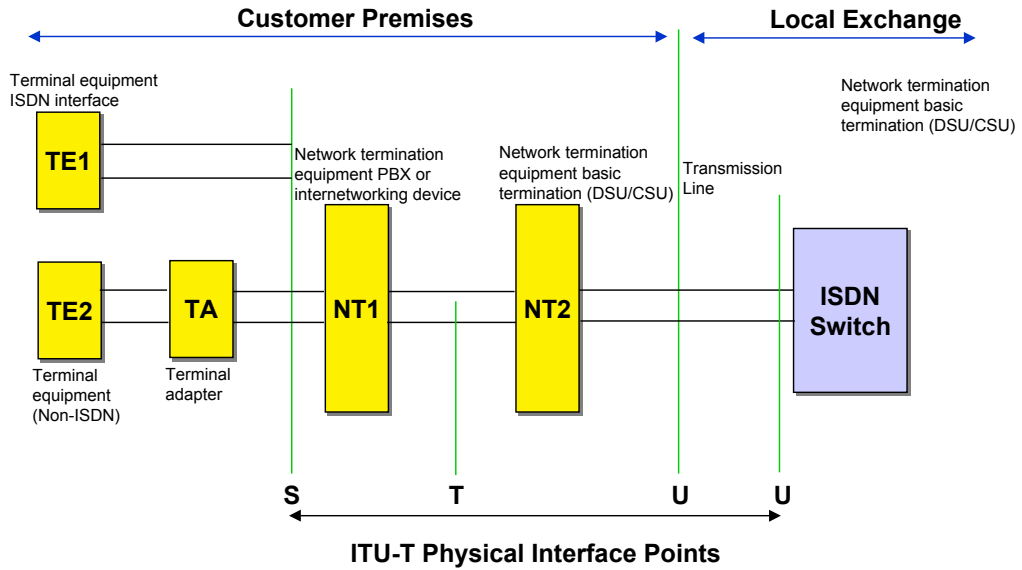 Customer Premises
Local Exchange
Terminal equipment
ISDN interface
Network termination
equipment basic
termination (DSU/CSU)
TE1
Network termination
equipment PBX or
internetworking device
Network termination
equipment basic
termination (DSU/CSU)
Transmission
Line
TE2
TA
NT1
NT2
ISDN
Switch
Terminal
equipment
(Non-ISDN)
Terminal
adapter
S
T
U
U
ITU-T Physical Interface Points